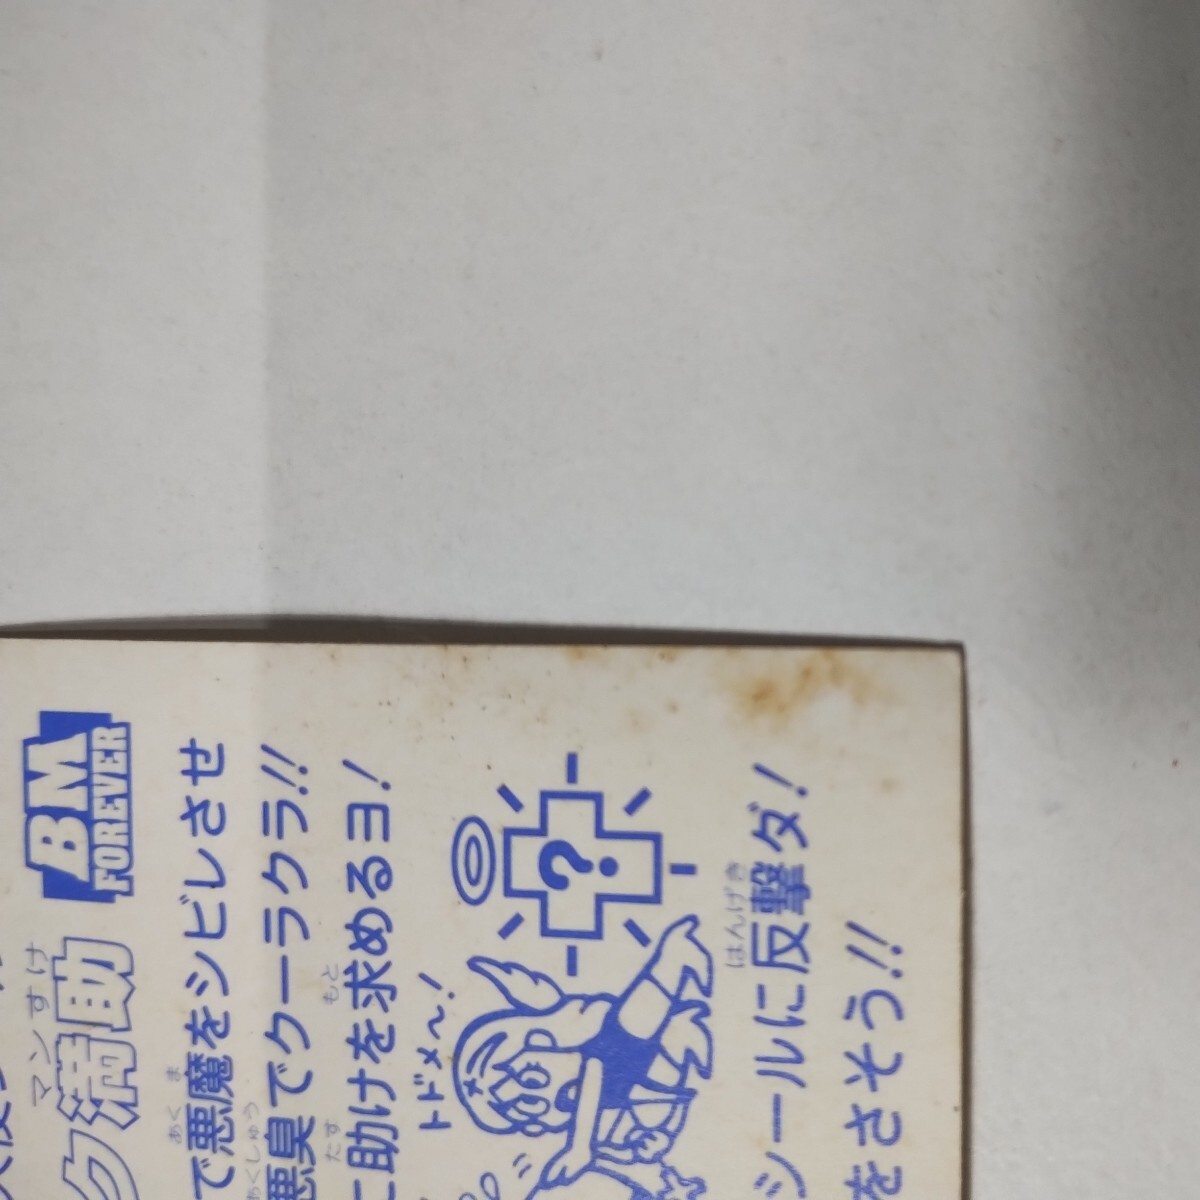 BM
FOREVER
マンすけ
ク満助
で悪魔をシビレさせ
あくま
悪臭でクーラクラ!!
あくしゅう
に助けを求めるヨ!
たす
もと
トドメ〜!
?
シールに反撃ダ!
はんげき
をさそう!!